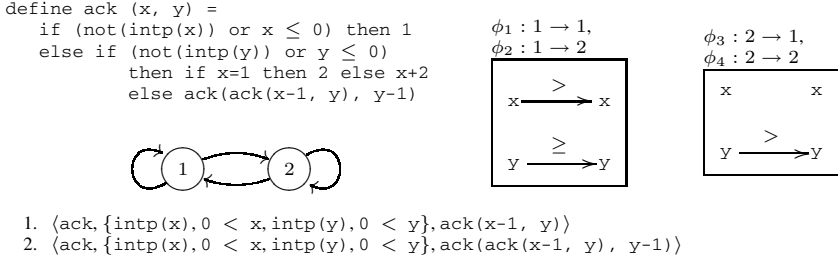 define ack (x, y) =
if (not(intp(x)) or x ≤ 0) then 1
else if (not(intp(y)) or y ≤ 0)
then if x=1 then 2 else x+2
else ack(ack(x-1, y), y-1)
1 2
ϕ1 : 1 → 1,
ϕ2 : 1 → 2
>
x x
≥
y y
ϕ3 : 2 → 1,
ϕ4 : 2 → 2
x x
>
y y
1. ⟨ack, {intp(x), 0 < x, intp(y), 0 < y}, ack(x-1, y)⟩
2. ⟨ack, {intp(x), 0 < x, intp(y), 0 < y}, ack(ack(x-1, y), y-1)⟩